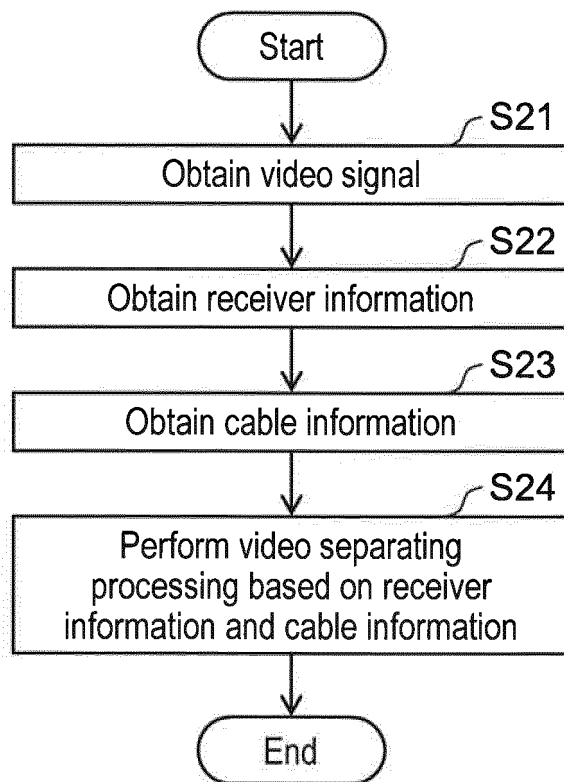 Start
S21
Obtain video signal
S22
Obtain receiver information
S23
Obtain cable information
S24
Perform video separating
processing based on receiver
information and cable information
End